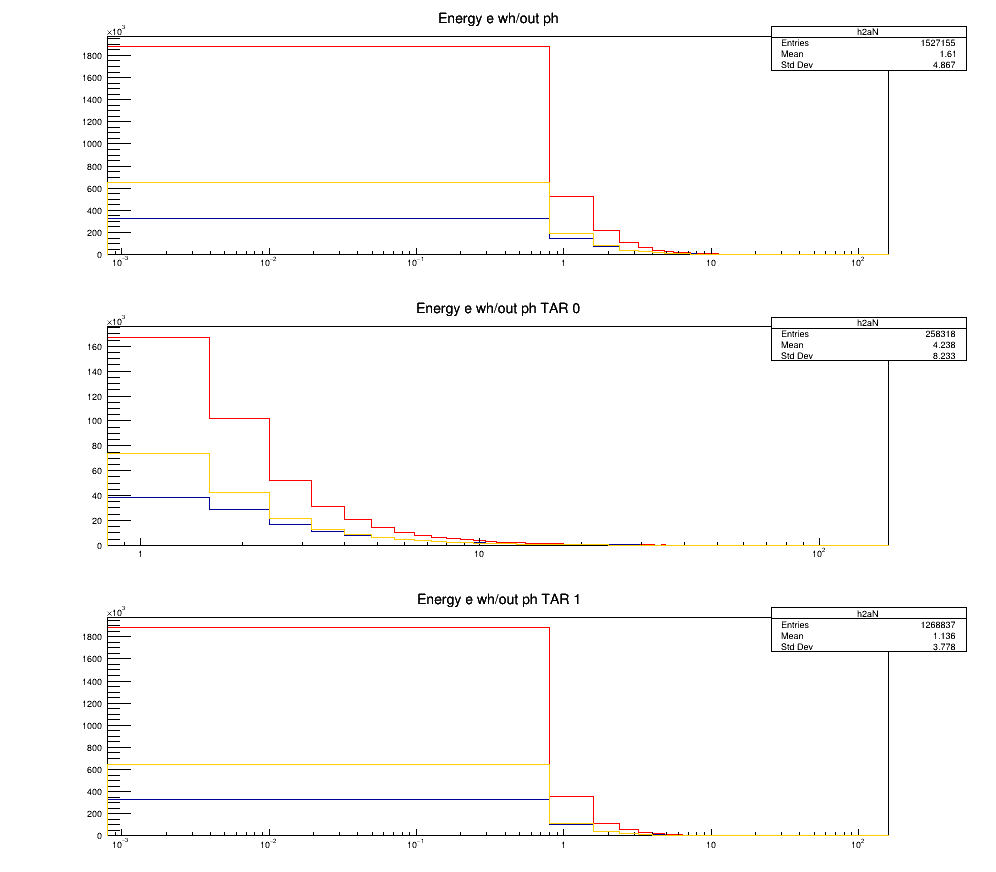 Energy e wh/out ph
×10³
h2aN
Entries 1527155
Mean 1.61
Std Dev 4.867
1800
1600
1400
1200
1000
800
600
400
200
0
10⁻³ 10⁻² 10⁻¹ 1 10 10²
Energy e wh/out ph TAR 0
×10³
h2aN
Entries 258318
Mean 4.238
Std Dev 8.233
160
140
120
100
80
60
40
20
0
1 10 10²
Energy e wh/out ph TAR 1
×10³
h2aN
Entries 1268837
Mean 1.136
Std Dev 3.778
1800
1600
1400
1200
1000
800
600
400
200
0
10⁻³ 10⁻² 10⁻¹ 1 10 10²